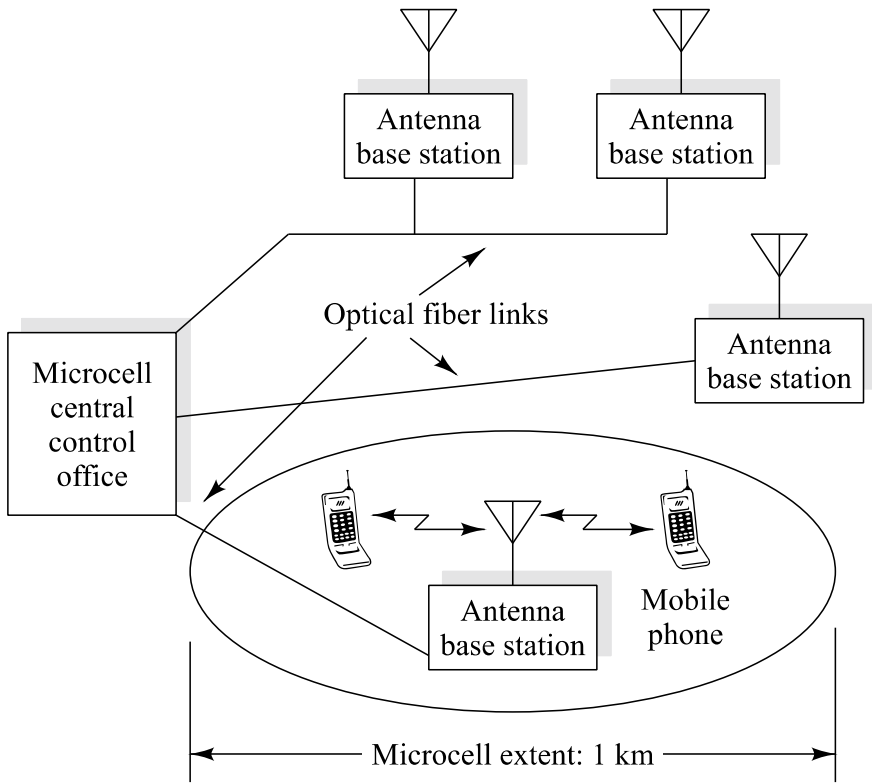 Antenna
base station
Antenna
base station
Optical fiber links
Antenna
base station
Microcell
central
control
office
Antenna
base station
Mobile
phone
Microcell extent: 1 km